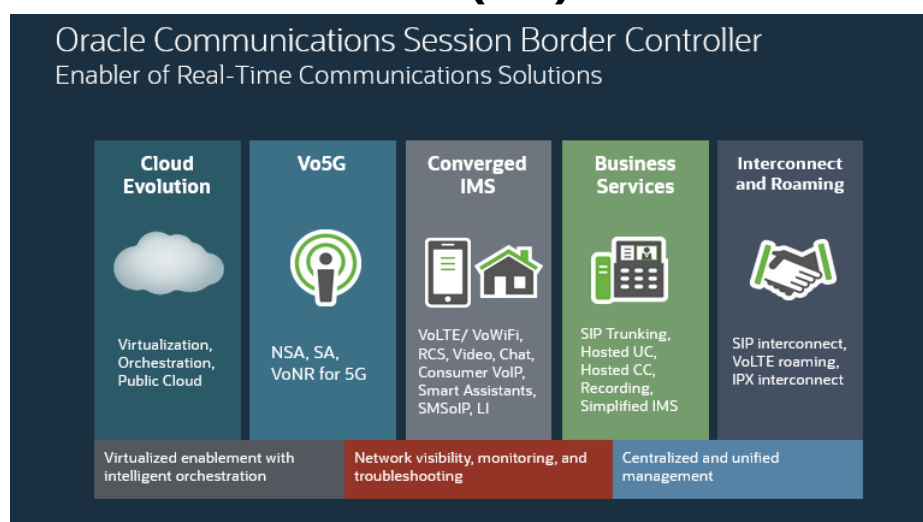 Oracle Communications Session Border Controller
Enabler of Real-Time Communications Solutions
Cloud
Evolution
Virtualization,
Orchestration,
Public Cloud
Vo5G
NSA, SA,
VoNR for 5G
Converged
IMS
VoLTE/ VoWiFi,
RCS, Video, Chat,
Consumer VoIP,
Smart Assistants,
SMSoIP, LI
Business
Services
SIP Trunking,
Hosted UC,
Hosted CC,
Recording,
Simplified IMS
Interconnect
and Roaming
SIP interconnect,
VoLTE roaming,
IPX interconnect
Virtualized enablement with
intelligent orchestration
Network visibility, monitoring, and
troubleshooting
Centralized and unified
management